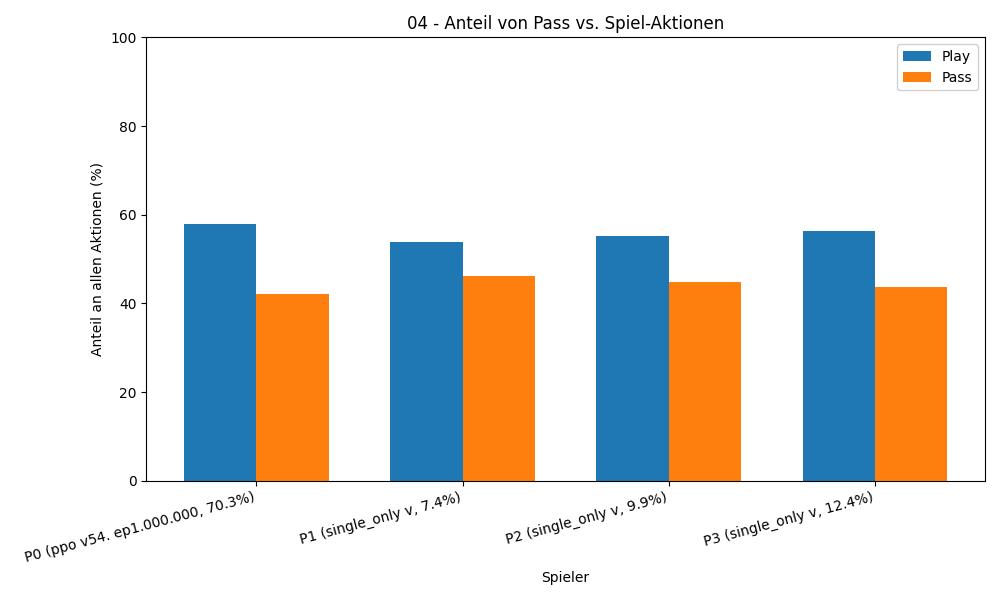 04 - Anteil von Pass vs. Spiel-Aktionen
Anteil an allen Aktionen (%)
100
80
60
40
20
0
Play
Pass
P0 (ppo v54. ep1.000.000, 70.3%)
P1 (single_only v, 7.4%)
P2 (single_only v, 9.9%)
P3 (single_only v, 12.4%)
Spieler